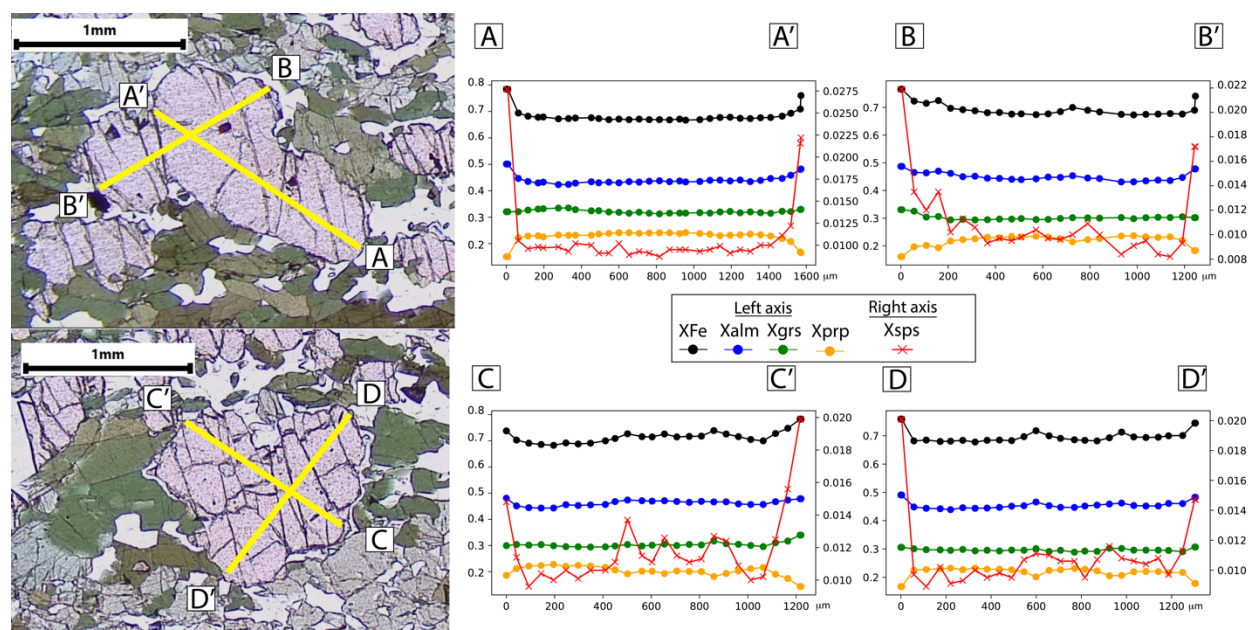 1mm
A'
B
B'
A
1mm
C'
D
C
D'
A
A'
0.8
0.7
0.6
0.5
0.4
0.3
0.2
0.0275
0.0250
0.0225
0.0200
0.0175
0.0150
0.0125
0.0100
0 200 400 600 800 1000 1200 1400 1600 μm
B
B'
0.7
0.6
0.5
0.4
0.3
0.2
0.022
0.020
0.018
0.016
0.014
0.012
0.010
0.008
0 200 400 600 800 1000 1200 μm
Left axis Right axis
XFe Xalm Xgrs Xprp Xsps
C
C'
0.8
0.7
0.6
0.5
0.4
0.3
0.2
0.020
0.018
0.016
0.014
0.012
0.010
0 200 400 600 800 1000 1200 μm
D
D'
0.7
0.6
0.5
0.4
0.3
0.2
0.020
0.018
0.016
0.014
0.012
0.010
0 200 400 600 800 1000 1200 μm